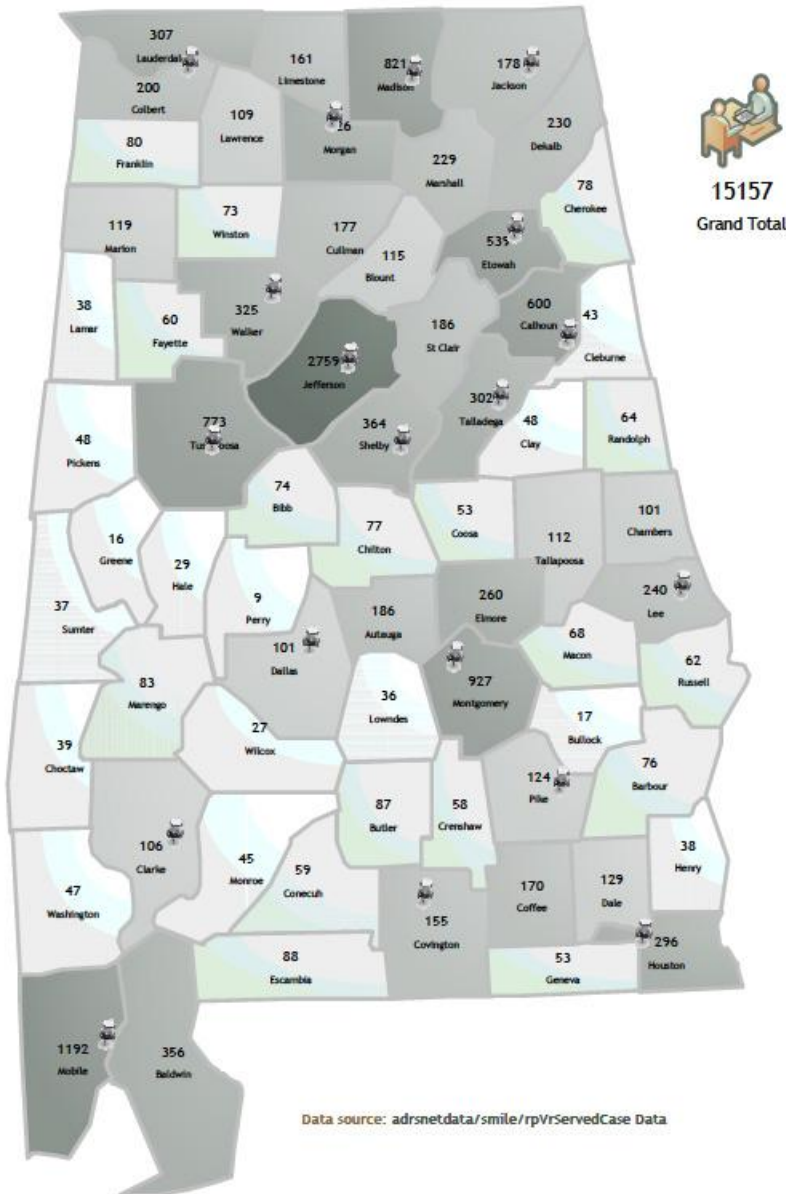 307
Lauderdal
161
Limestone
821
Madison
178
Jackson
200
Colbert
109
Lawrence
26
Morgan
230
Dekalb
229
Marshall
80
Franklin
78
Cherokee
15157
Grand Total
119
Marion
73
Winston
177
Cullman
115
Blount
535
Etowah
38
Lamar
60
Fayette
325
Walker
2759
Jefferson
186
St Clair
600
Calhoun
43
Cleburne
773
364
Shelby
302
Talladega
48
Clay
64
Randolph
48
Pickens
74
Bibb
77
Chilton
53
Coosa
112
Tallapoosa
101
Chambers
16
Greene
29
Hale
9
Perry
186
Autauga
260
Elmore
240
Lee
37
Sumter
101
Dallas
68
Macon
62
Russell
83
Marengo
36
Lowndes
927
Montgomery
17
Bullock
39
Choctaw
27
Wilcox
124
Pike
76
Barbour
106
Clarke
87
Butler
58
Crenshaw
38
Henry
47
Washington
45
Monroe
59
Conecuh
155
Covington
170
Coffee
129
Dale
296
Houston
88
Escambia
53
Geneva
1192
Mobile
356
Baldwin
Data source: adrsnetdata/smile/rpVrServedCase Data